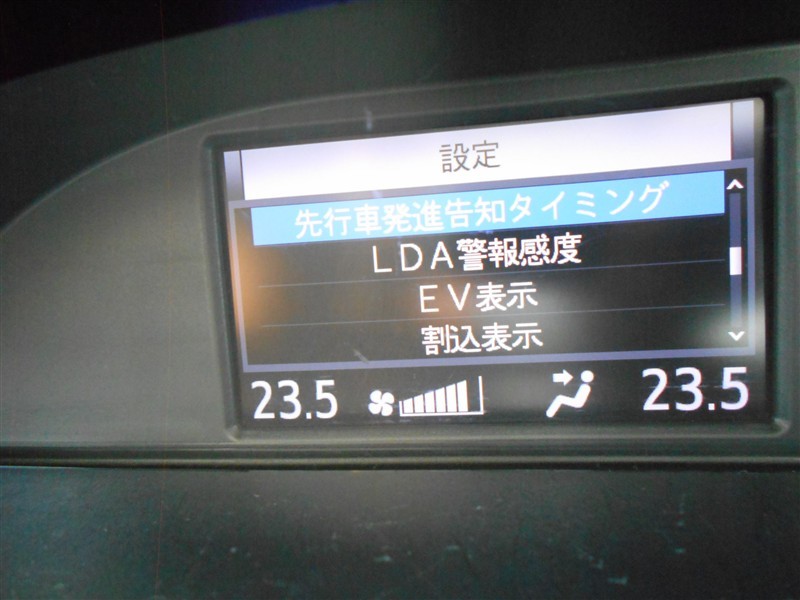 設定
先行車発進告知タイミング
LDA警報感度
EV表示
割込表示
23.5 23.5